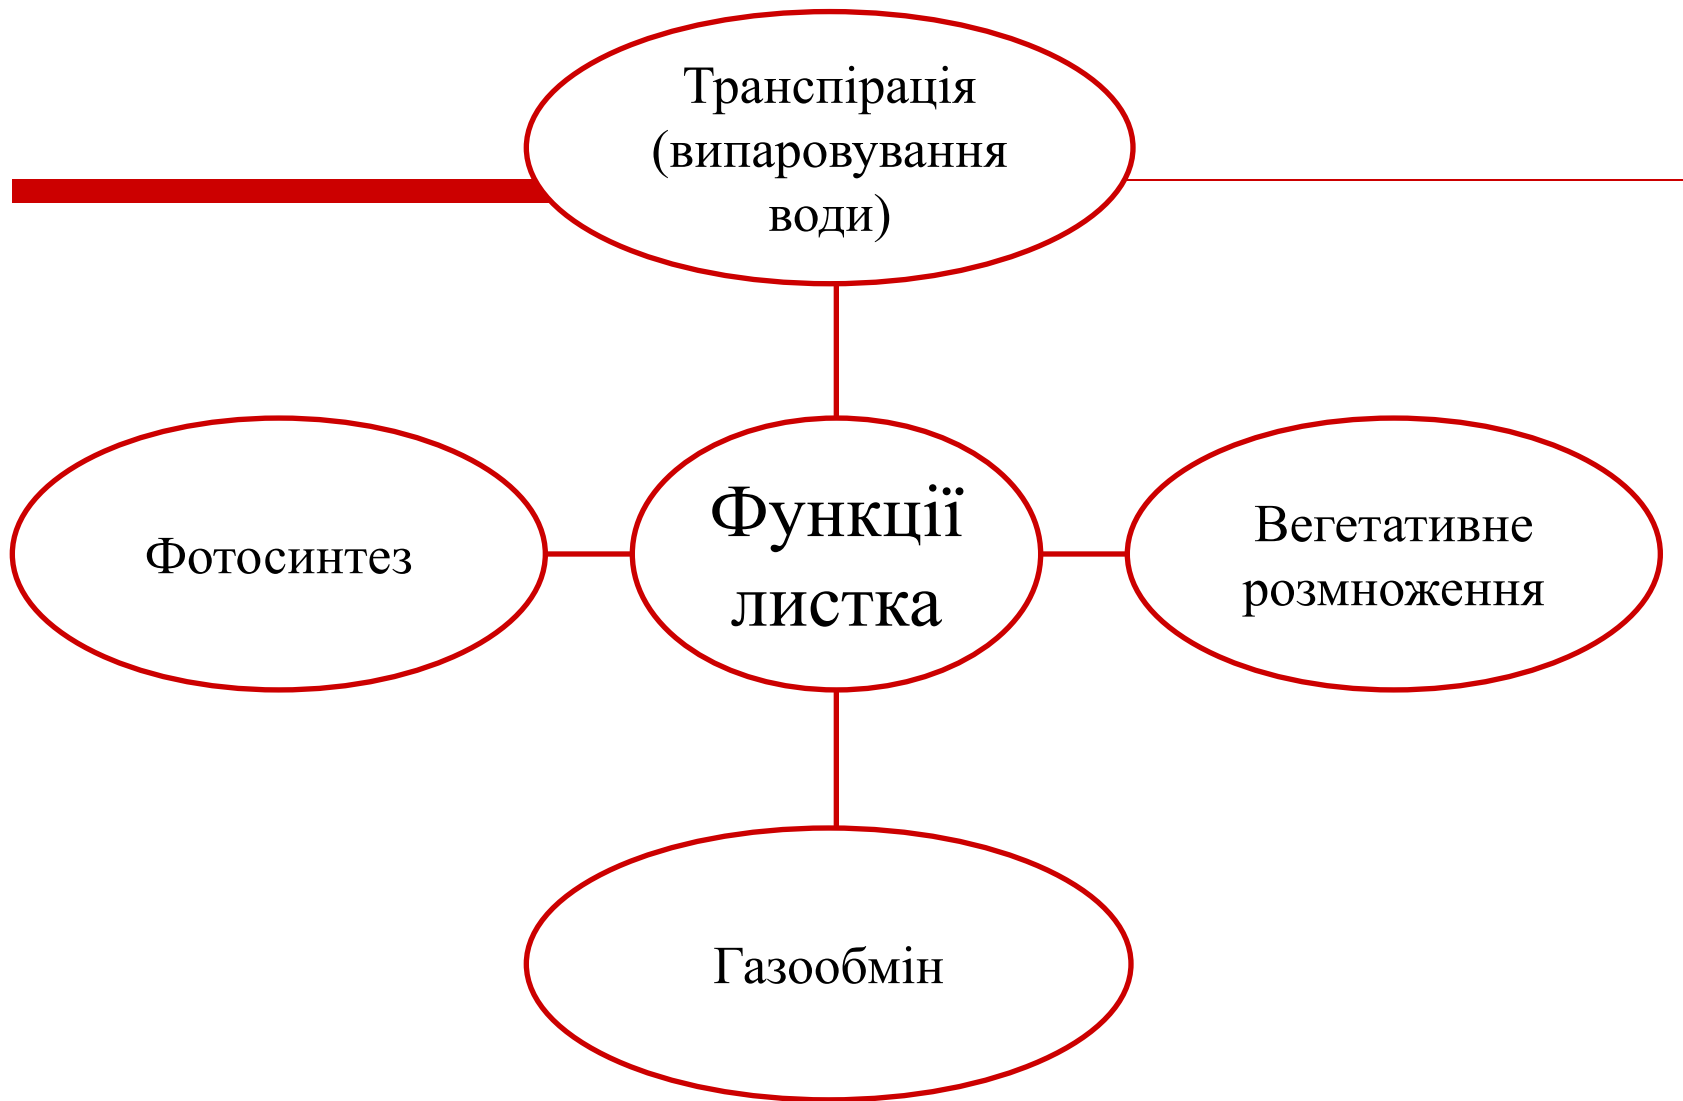 Транспірація
(випаровування
води)
Фотосинтез
Функції
листка
Вегетативне
розмноження
Газообмін